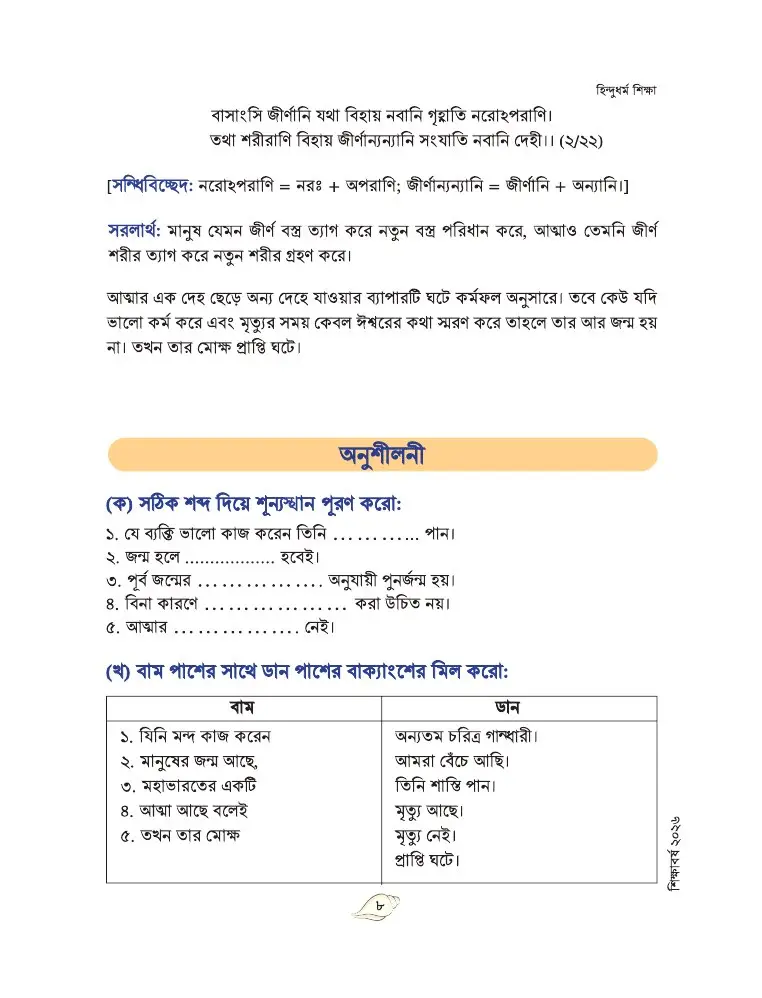 হিন্দুধর্ম শিক্ষা
বাসাংসি জীর্ণানি যথা বিহায় নবানি গৃহ্ণাতি নরোঽপরাণি।
তথা শরীরাণি বিহায় জীর্ণান্যন্যানি সংযাতি নবানি দেহী।। (২/২২)
[সন্ধিবিচ্ছেদ: নরোঽপরাণি = নরঃ + অপরাণি; জীর্ণান্যন্যানি = জীর্ণানি + অন্যানি।]
সরলার্থ: মানুষ যেমন জীর্ণ বস্ত্র ত্যাগ করে নতুন বস্ত্র পরিধান করে, আত্মাও তেমনি জীর্ণ
শরীর ত্যাগ করে নতুন শরীর গ্রহণ করে।
আত্মার এক দেহ ছেড়ে অন্য দেহে যাওয়ার ব্যাপারটি ঘটে কর্মফল অনুসারে। তবে কেউ যদি
ভালো কর্ম করে এবং মৃত্যুর সময় কেবল ঈশ্বরের কথা স্মরণ করে তাহলে তার আর জন্ম হয়
না। তখন তার মোক্ষ প্রাপ্তি ঘটে।
অনুশীলনী
(ক) সঠিক শব্দ দিয়ে শূন্যস্থান পূরণ করো:
১. যে ব্যক্তি ভালো কাজ করেন তিনি ………... পান।
২. জন্ম হলে .................. হবেই।
৩. পূর্ব জন্মের ……………. অনুযায়ী পুনর্জন্ম হয়।
৪. বিনা কারণে ……………… করা উচিত নয়।
৫. আত্মার ……………. নেই।
(খ) বাম পাশের সাথে ডান পাশের বাক্যাংশের মিল করো:
বাম ডান
১. যিনি মন্দ কাজ করেন অন্যতম চরিত্র গান্ধারী।
২. মানুষের জন্ম আছে, আমরা বেঁচে আছি।
৩. মহাভারতের একটি তিনি শাস্তি পান।
৪. আত্মা আছে বলেই মৃত্যু আছে।
৫. তখন তার মোক্ষ মৃত্যু নেই।
প্রাপ্তি ঘটে।
শিক্ষাবর্ষ ২০২৬
৮